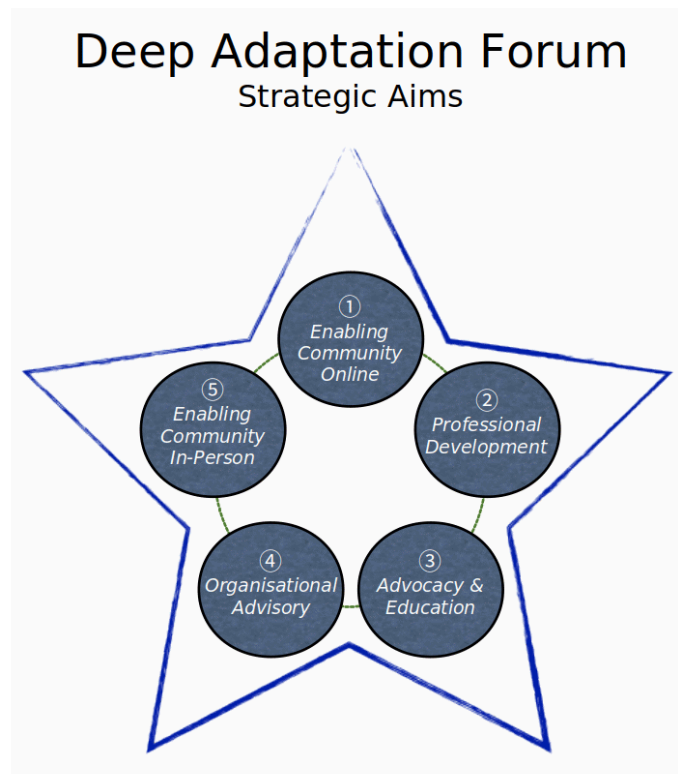 Deep Adaptation Forum
Strategic Aims
①
Enabling
Community
Online
②
Professional
Development
③
Advocacy &
Education
④
Organisational
Advisory
⑤
Enabling
Community
In-Person